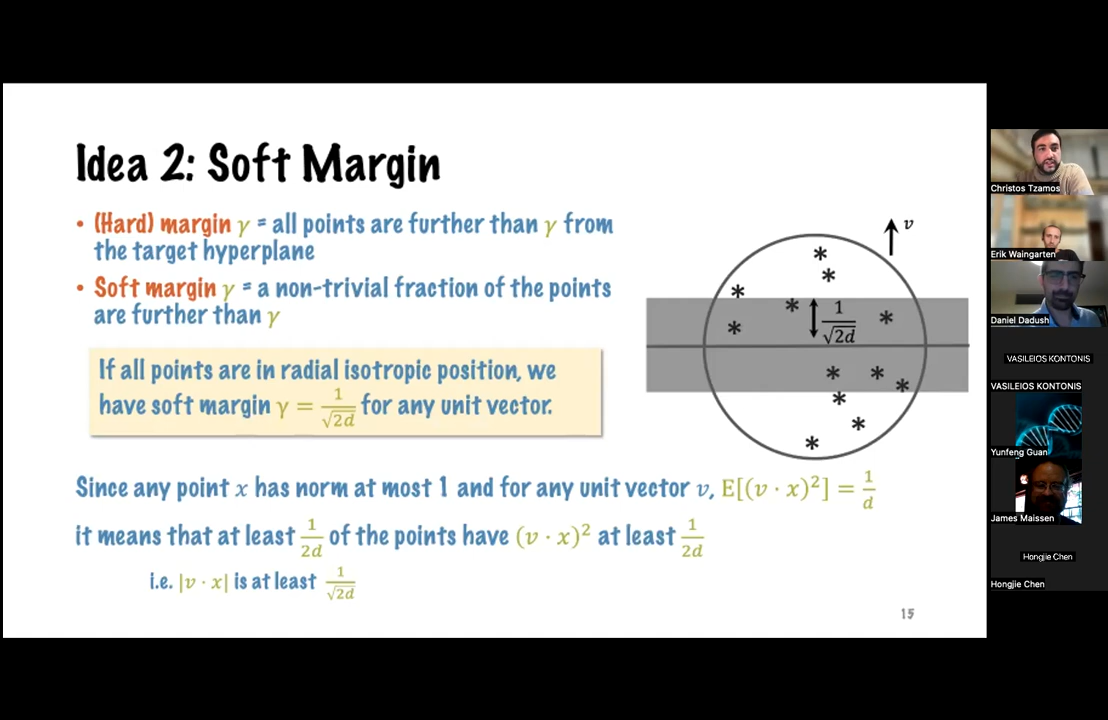 Idea 2: Soft Margin
• (Hard) margin γ = all points are further than γ from
the target hyperplane
• Soft margin γ = a non-trivial fraction of the points
are further than γ
If all points are in radial isotropic position, we
have soft margin γ = 1/√2d for any unit vector.
v
1/√2d
Since any point x has norm at most 1 and for any unit vector v, E[(v · x)²] = 1/d
it means that at least 1/2d of the points have (v · x)² at least 1/2d
i.e. |v · x| is at least 1/√2d
15
Christos Tzamos
Erik Waingarten
Daniel Dadush
VASILEIOS KONTONIS
VASILEIOS KONTONIS
Yunfeng Guan
James Maissen
Hongjie Chen
Hongjie Chen